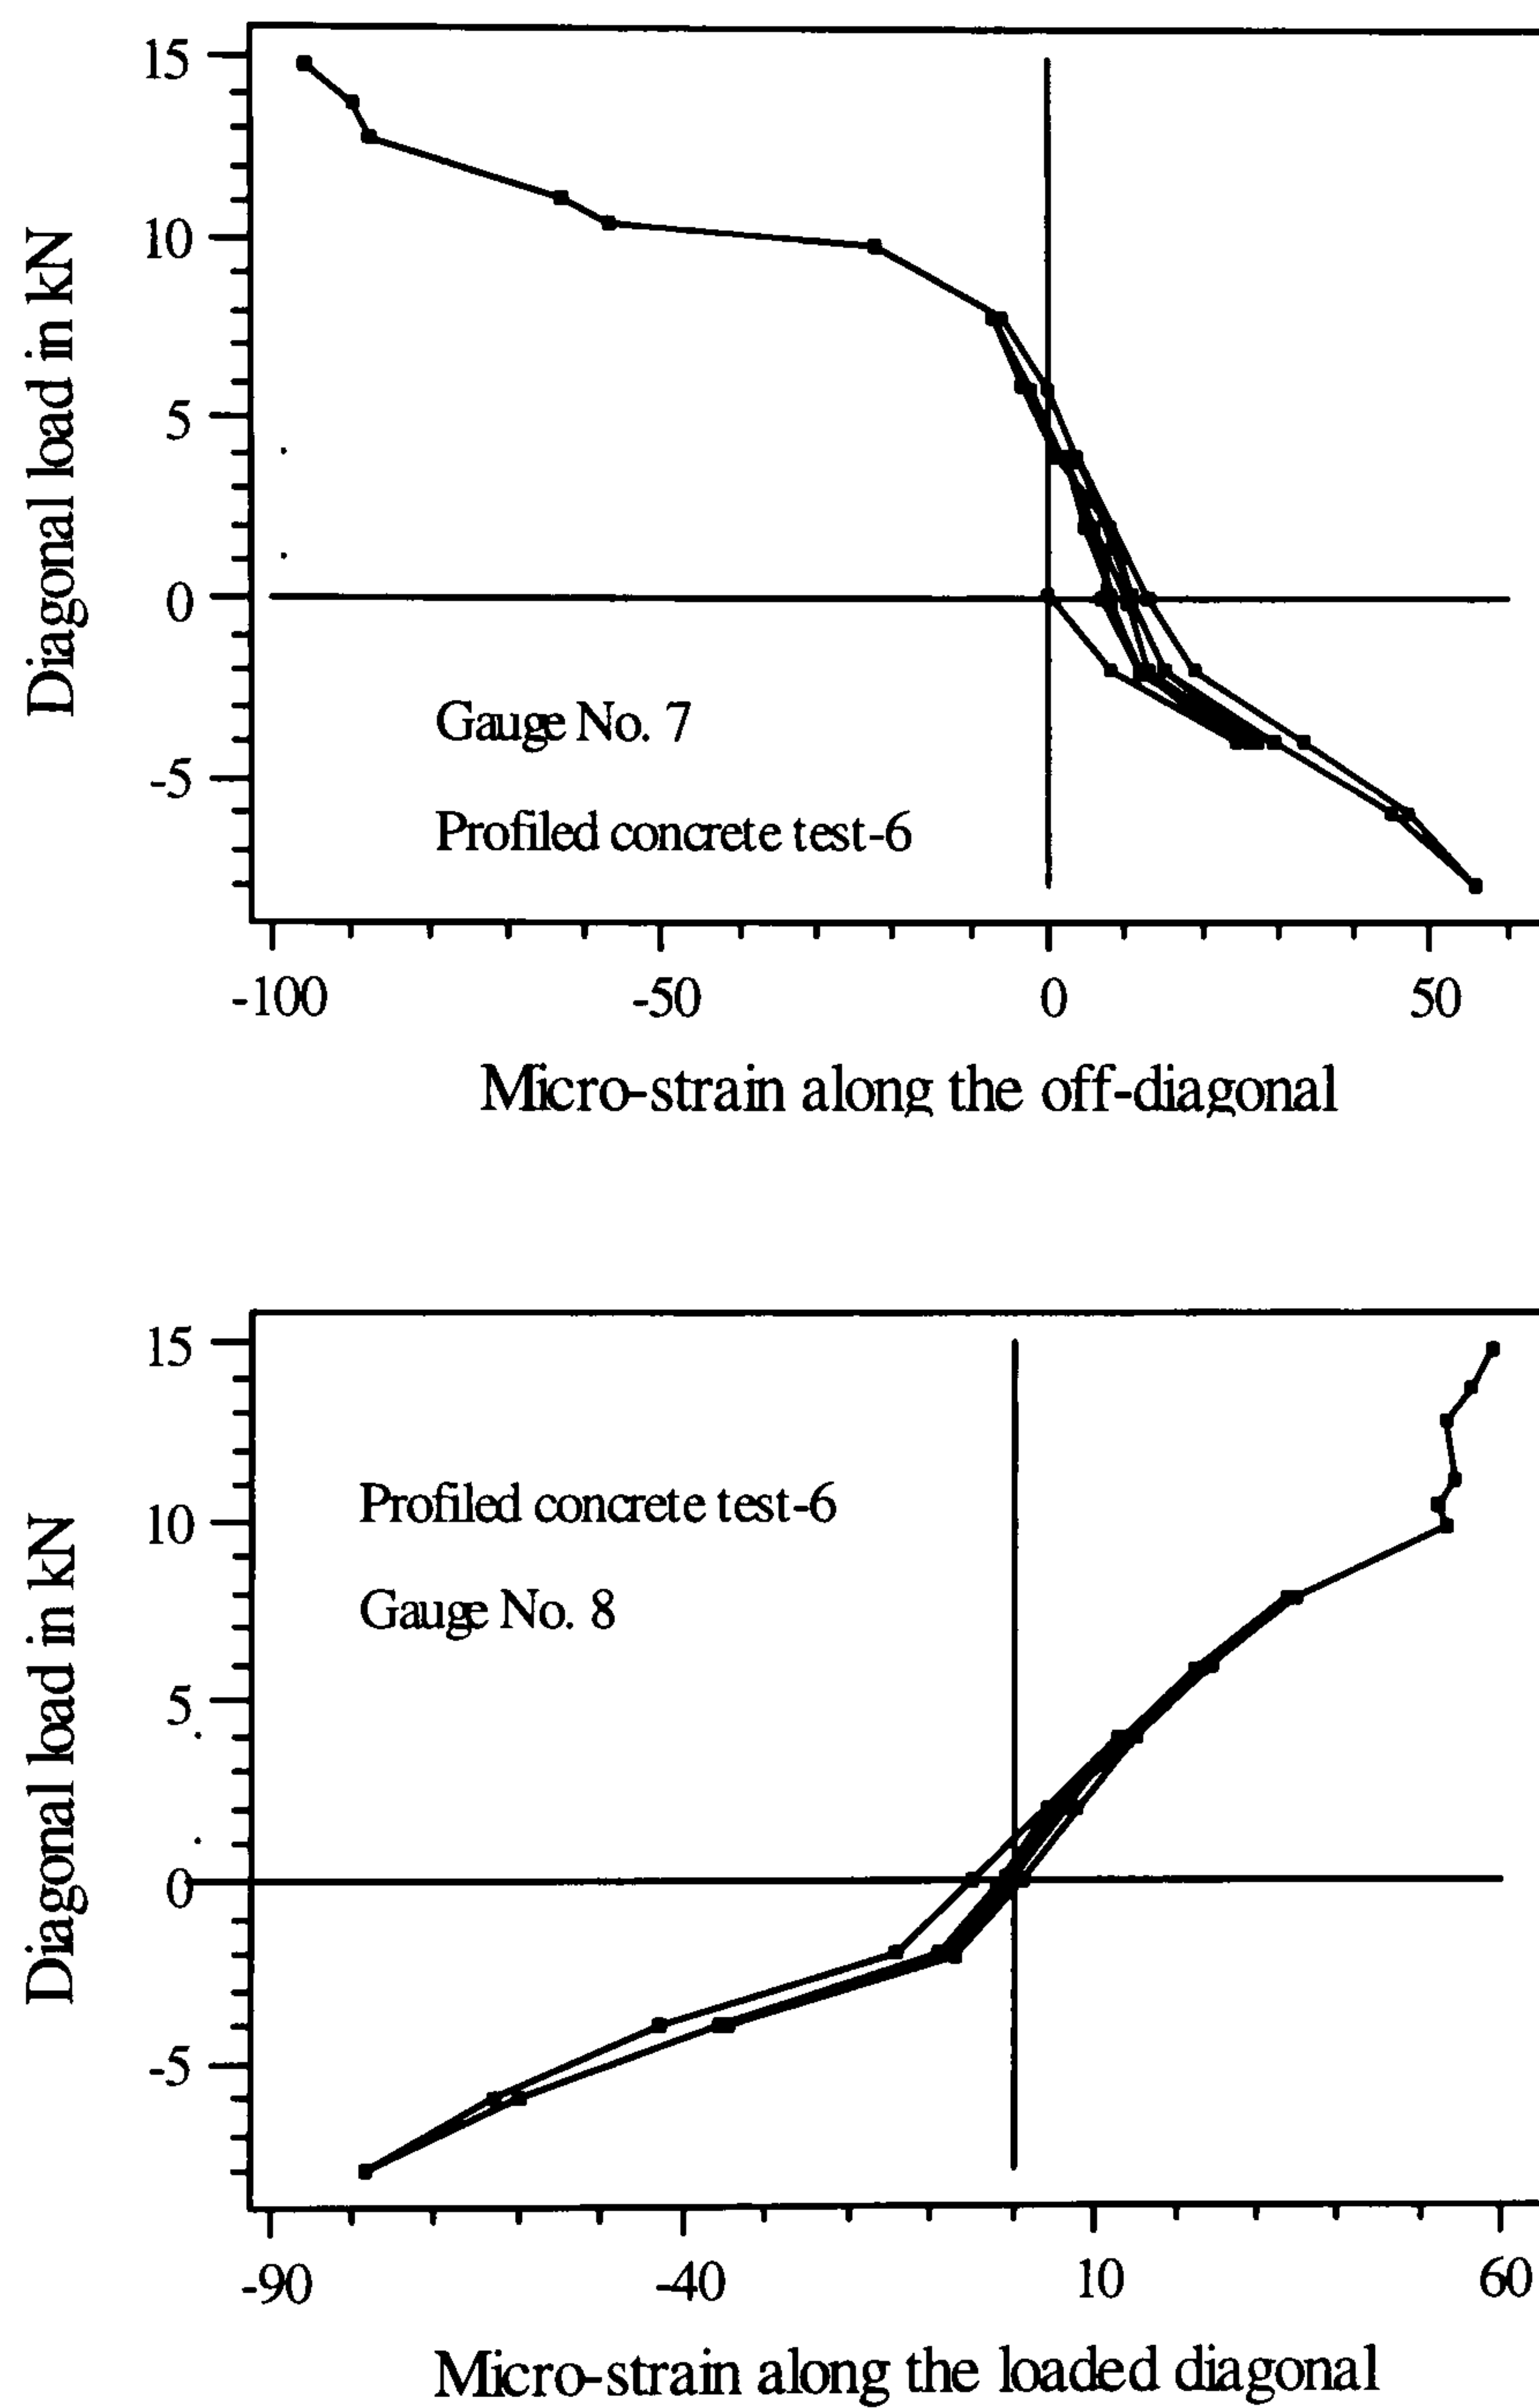 15
10
5
0
-5
Diagonal load in kN
Gauge No. 7
Profiled concrete test-6
-100 -50 0 50
Micro-strain along the off-diagonal
15
10
5
0
-5
Diagonal load in kN
Profiled concrete test-6
Gauge No. 8
-90 -40 10 60
Micro-strain along the loaded diagonal